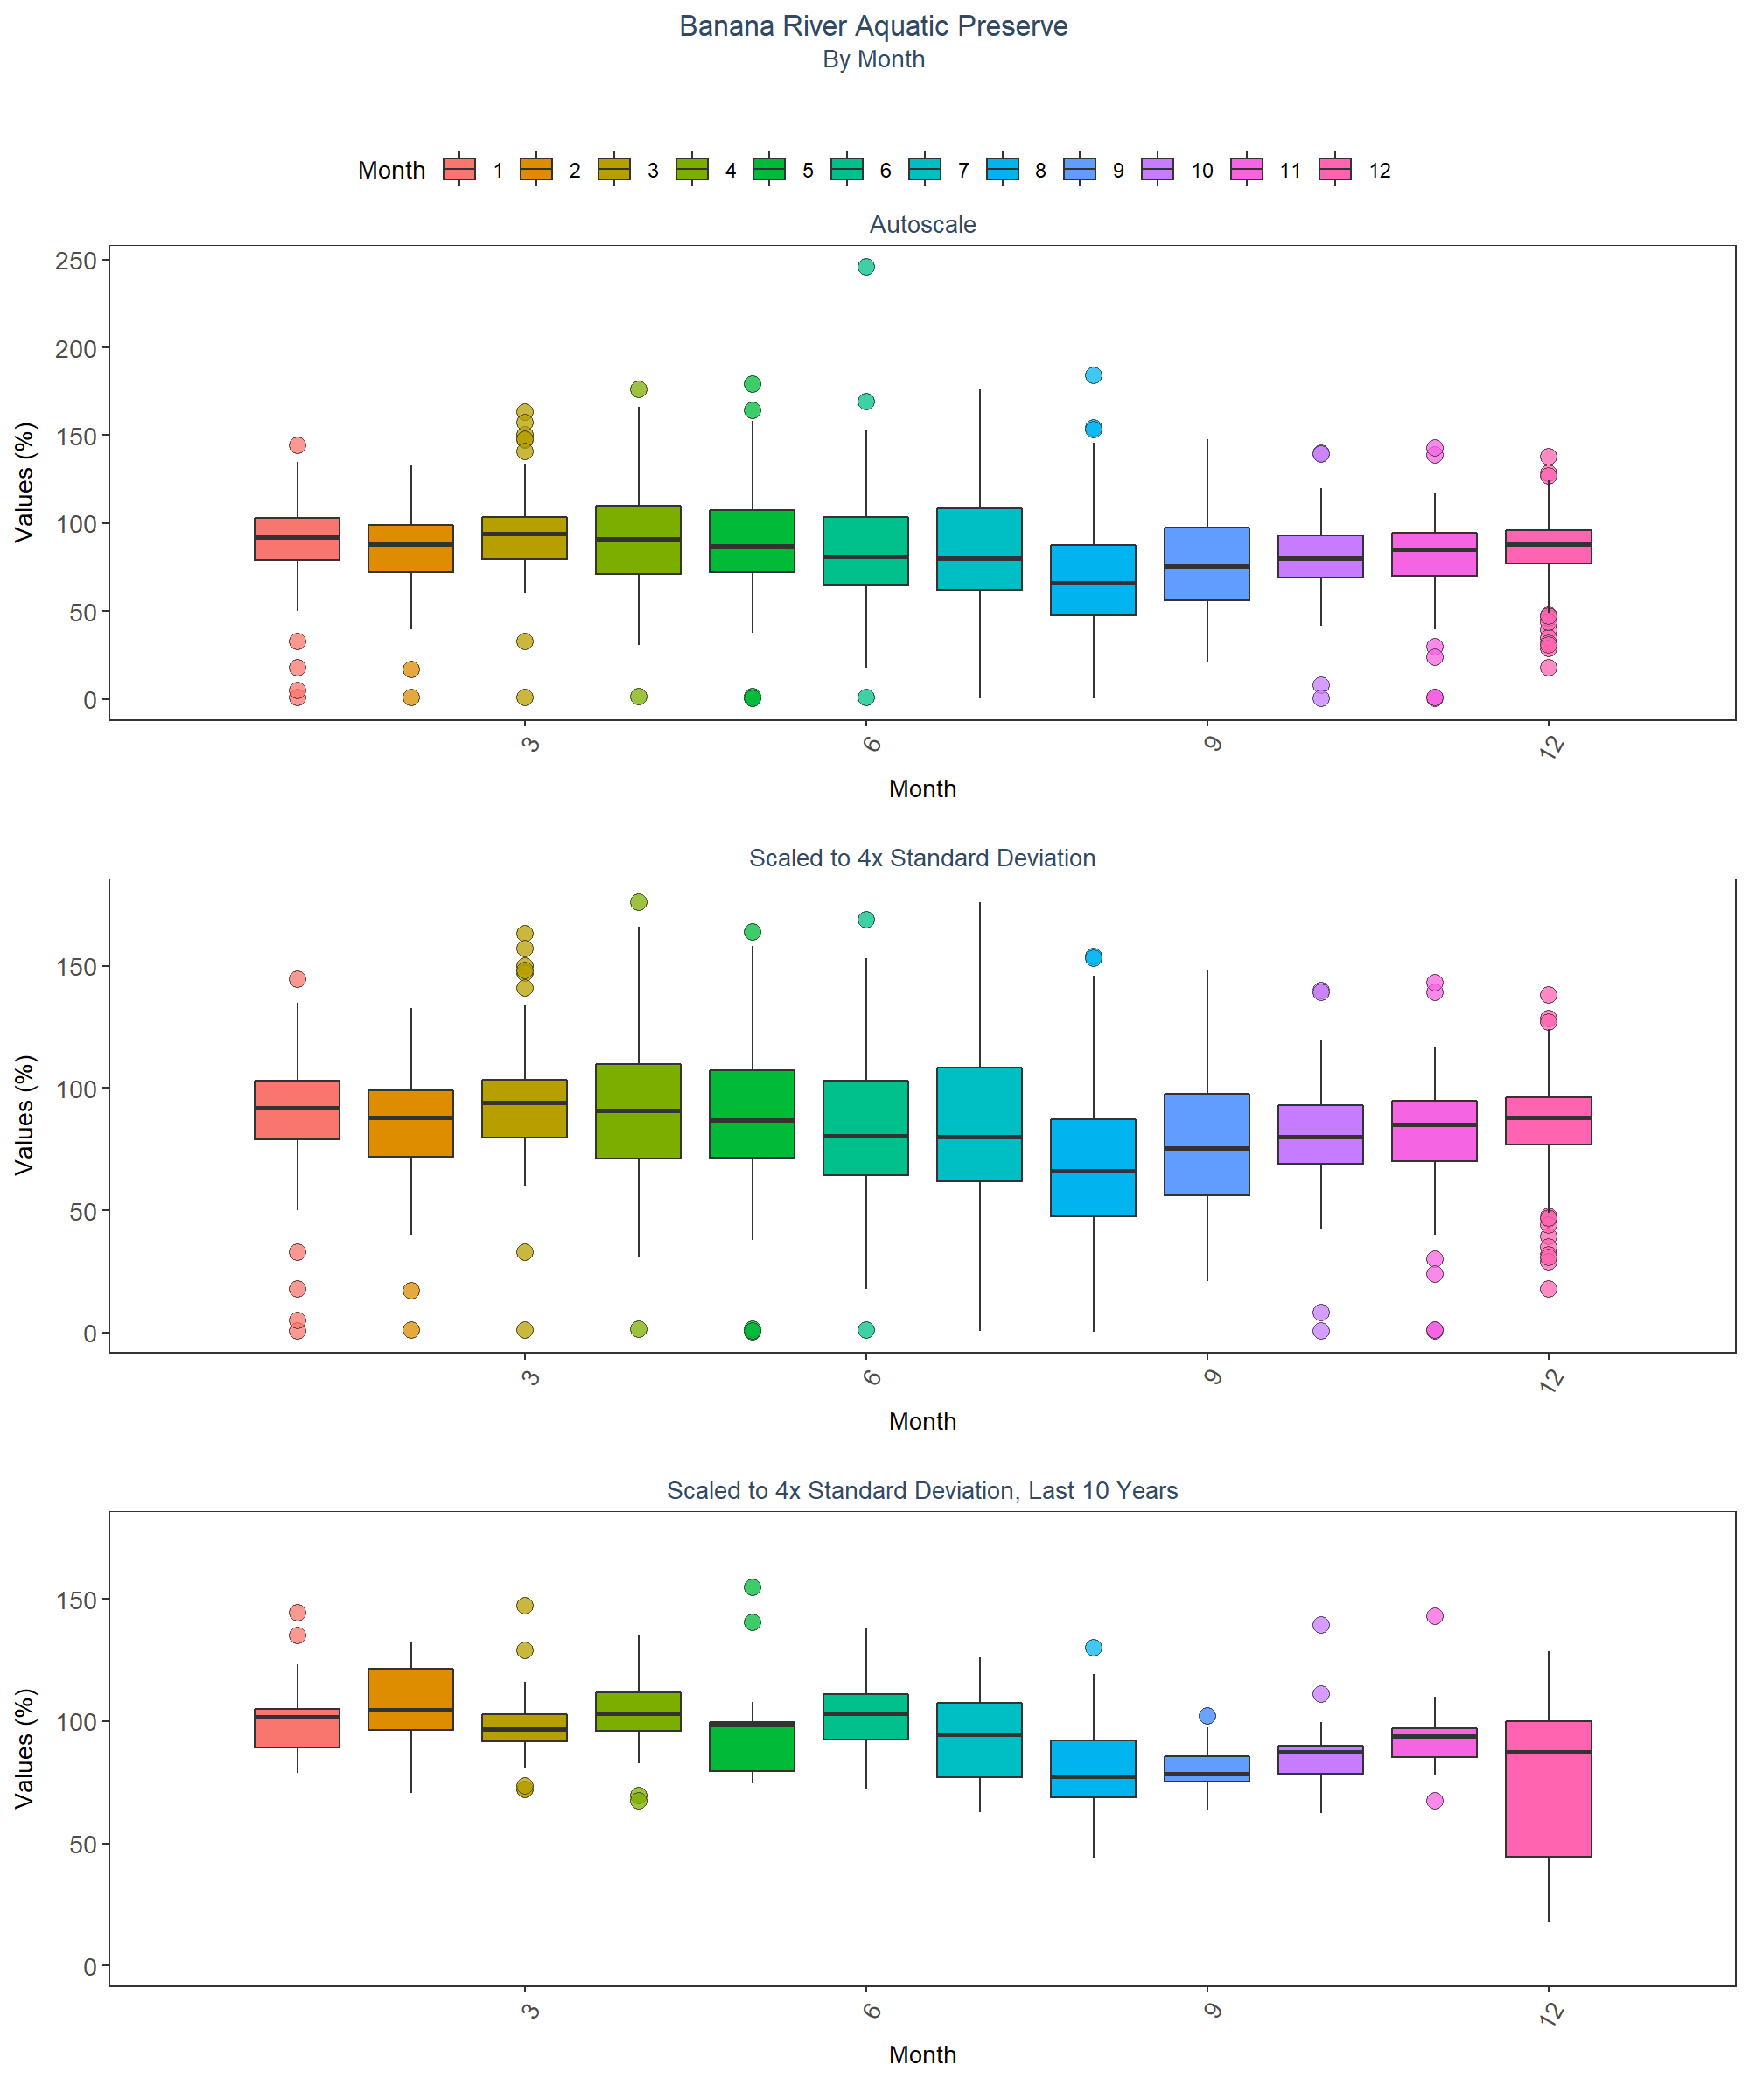 Banana River Aquatic Preserve
By Month
Month 1 2 3 4 5 6 7 8 9 10 11 12
Autoscale
Values (%)
250
200
150
100
50
0
3 6 9 12
Month
Scaled to 4x Standard Deviation
Values (%)
150
100
50
0
3 6 9 12
Month
Scaled to 4x Standard Deviation, Last 10 Years
Values (%)
150
100
50
0
3 6 9 12
Month